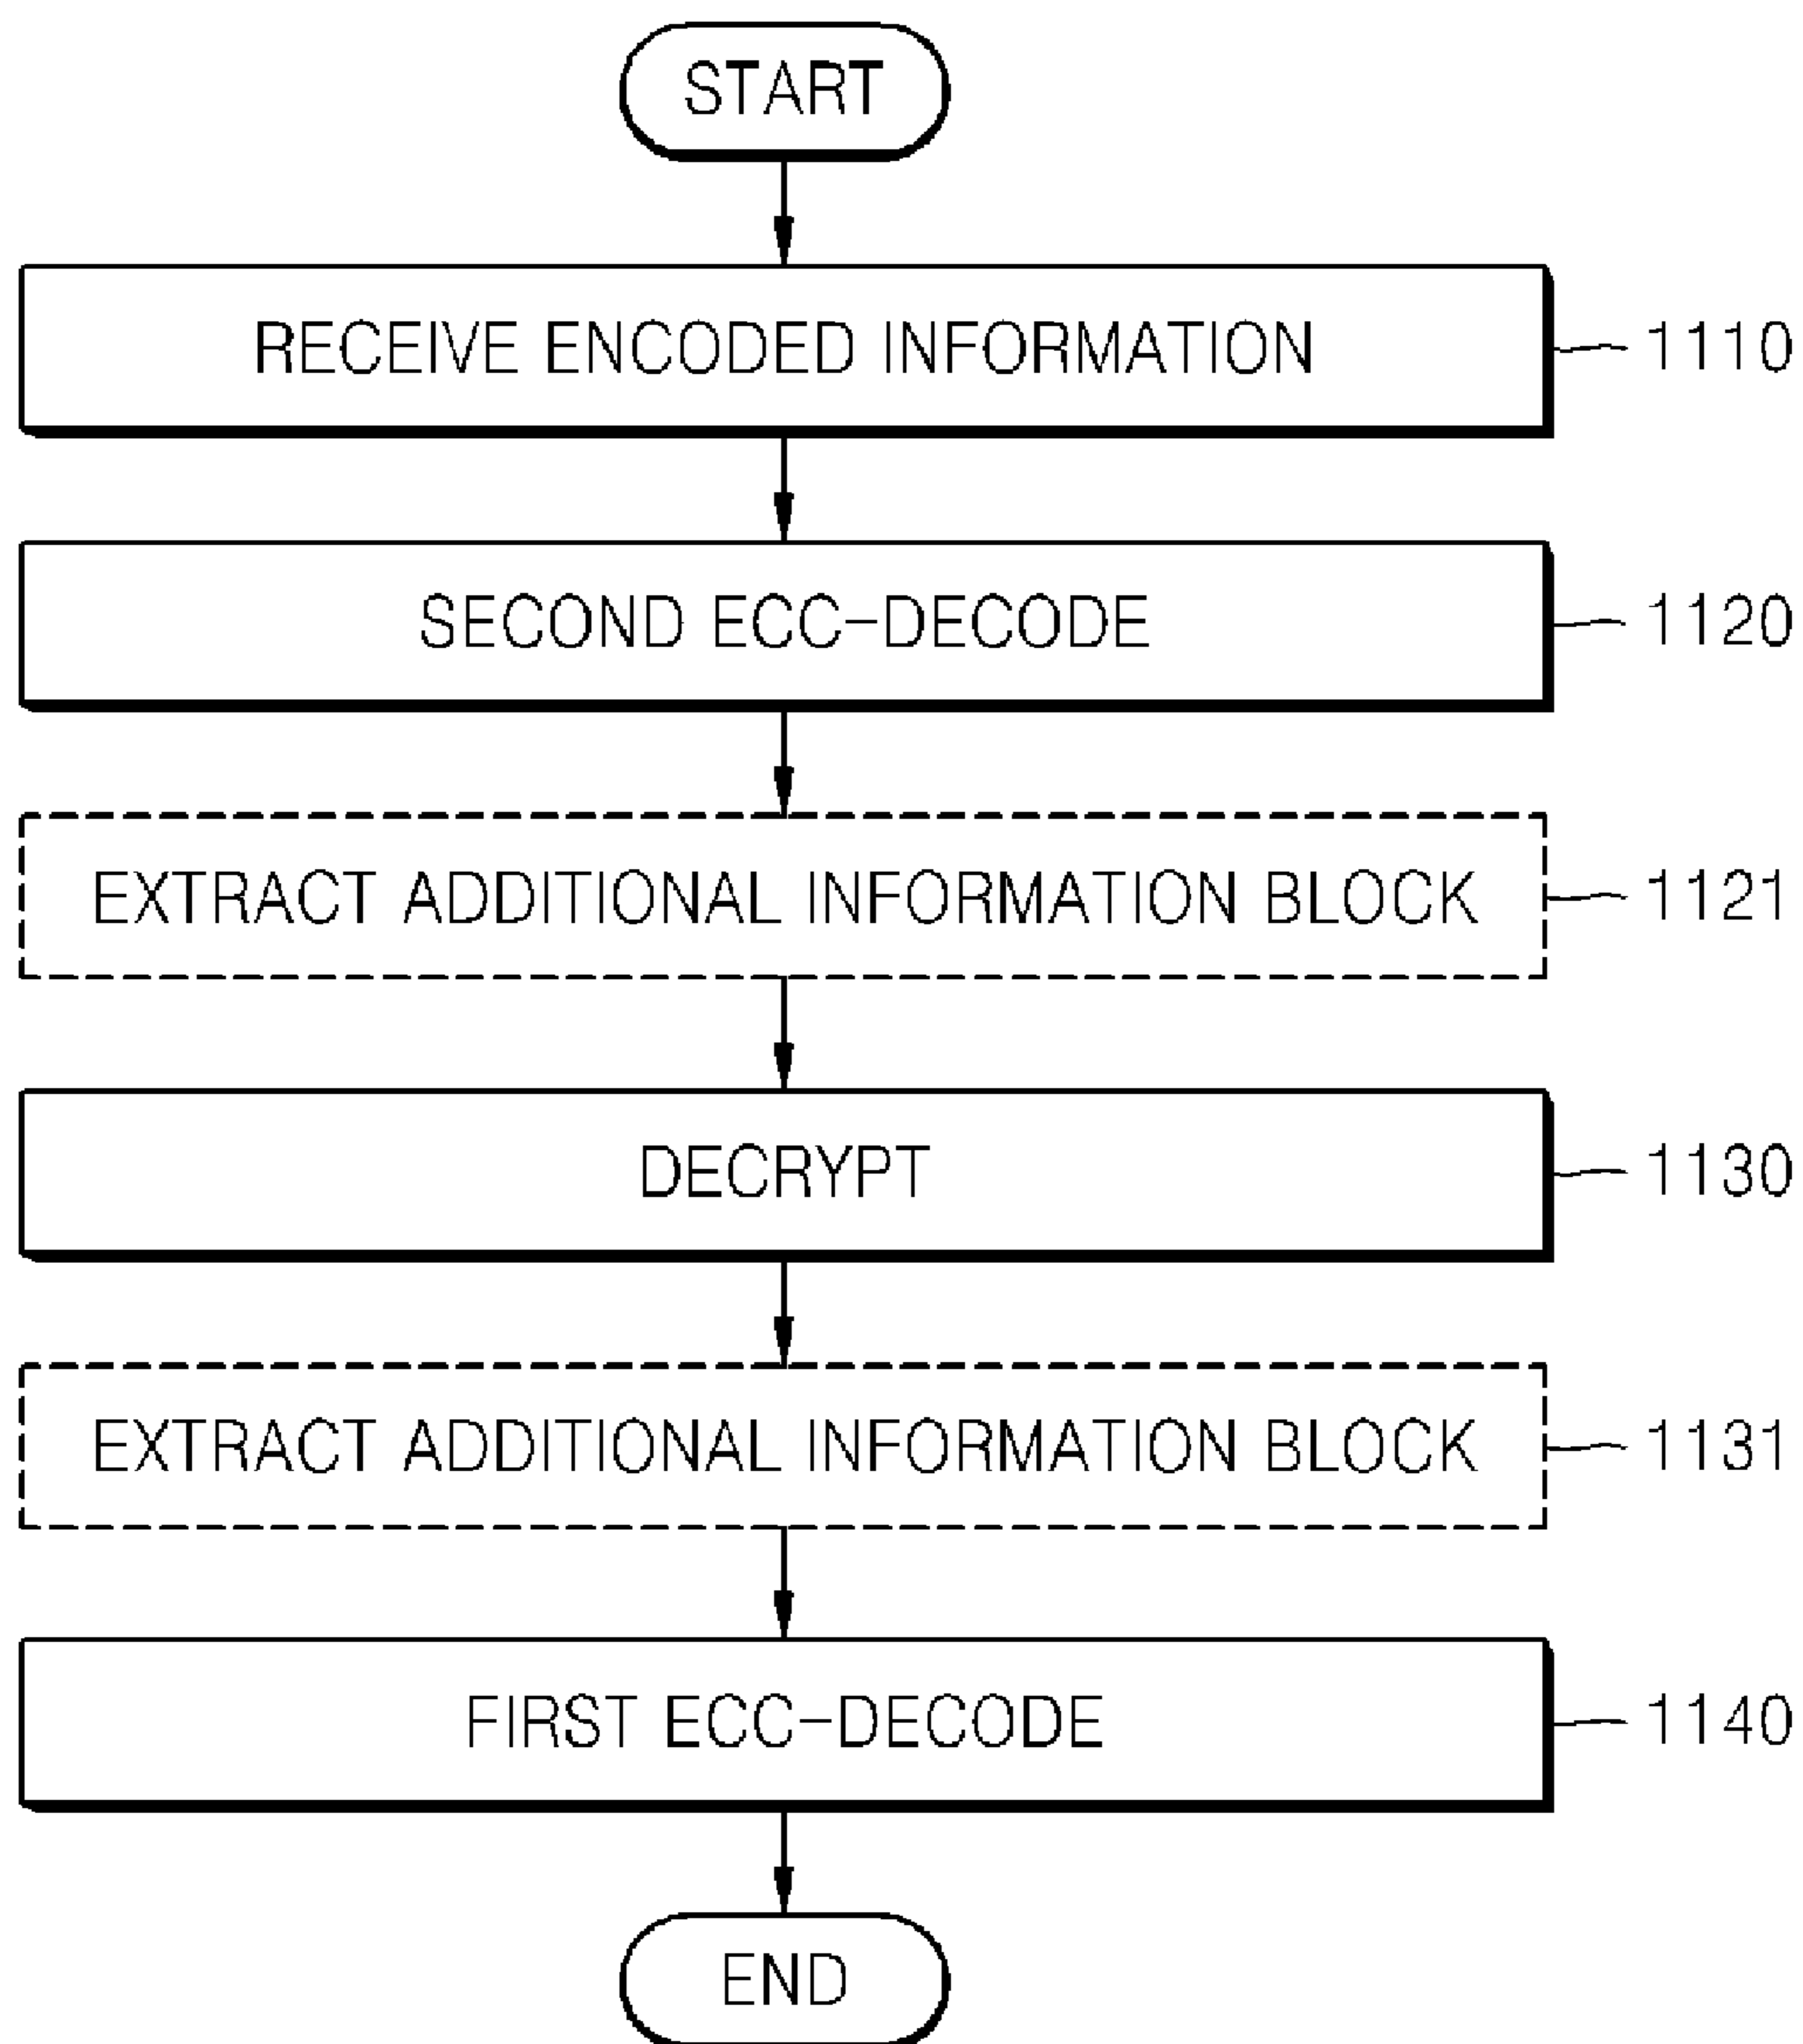 START
RECEIVE ENCODED INFORMATION
1110
SECOND ECC-DECODE
1120
EXTRACT ADDITIONAL INFORMATION BLOCK
1121
DECRYPT
1130
EXTRACT ADDITIONAL INFORMATION BLOCK
1131
FIRST ECC-DECODE
1140
END